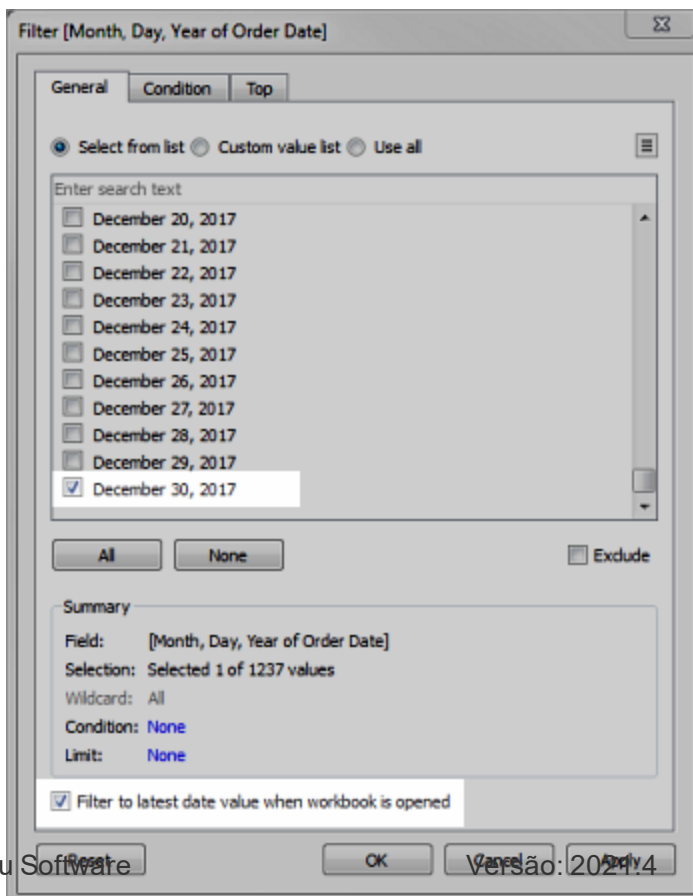 Filter [Month, Day, Year of Order Date]
General Condition Top
Select from list Custom value list Use all
Enter search text
December 20, 2017
December 21, 2017
December 22, 2017
December 23, 2017
December 24, 2017
December 25, 2017
December 26, 2017
December 27, 2017
December 28, 2017
December 29, 2017
December 30, 2017
All None Exclude
Summary
Field: [Month, Day, Year of Order Date]
Selection: Selected 1 of 1237 values
Wildcard: All
Condition: None
Limit: None
Filter to latest date value when workbook is opened
Reset OK Cancel Apply
u Software Versão: 2024.4